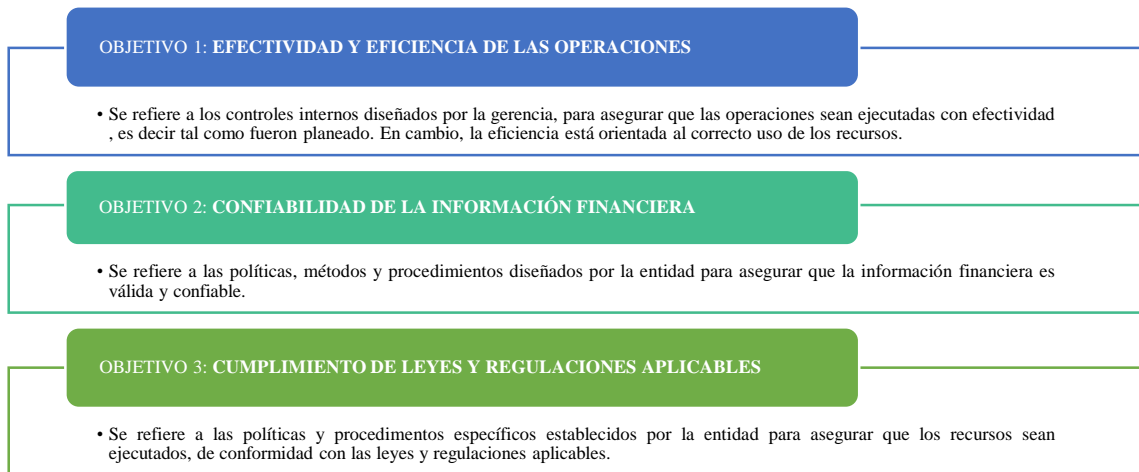 OBJETIVO 1: EFECTIVIDAD Y EFICIENCIA DE LAS OPERACIONES
• Se refiere a los controles internos diseñados por la gerencia, para asegurar que las operaciones sean ejecutadas con efectividad
, es decir tal como fueron planeado. En cambio, la eficiencia está orientada al correcto uso de los recursos.
OBJETIVO 2: CONFIABILIDAD DE LA INFORMACIÓN FINANCIERA
• Se refiere a las políticas, métodos y procedimientos diseñados por la entidad para asegurar que la información financiera es
válida y confiable.
OBJETIVO 3: CUMPLIMIENTO DE LEYES Y REGULACIONES APLICABLES
• Se refiere a las políticas y procedimentos específicos establecidos por la entidad para asegurar que los recursos sean
ejecutados, de conformidad con las leyes y regulaciones aplicables.